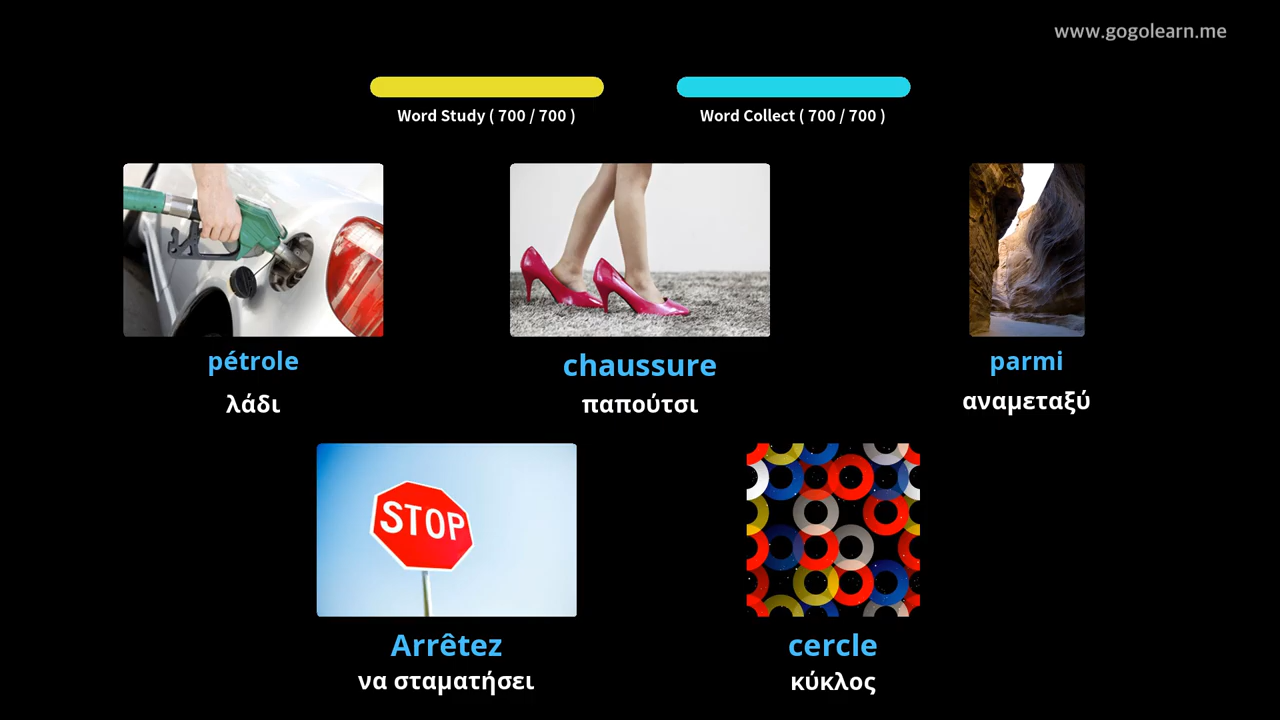 www.gogolearn.me
Word Study ( 700 / 700 )
Word Collect ( 700 / 700 )
pétrole
λάδι
chaussure
παπούτσι
parmi
αναμεταξύ
STOP
Arrêtez
να σταματήσει
cercle
κύκλος